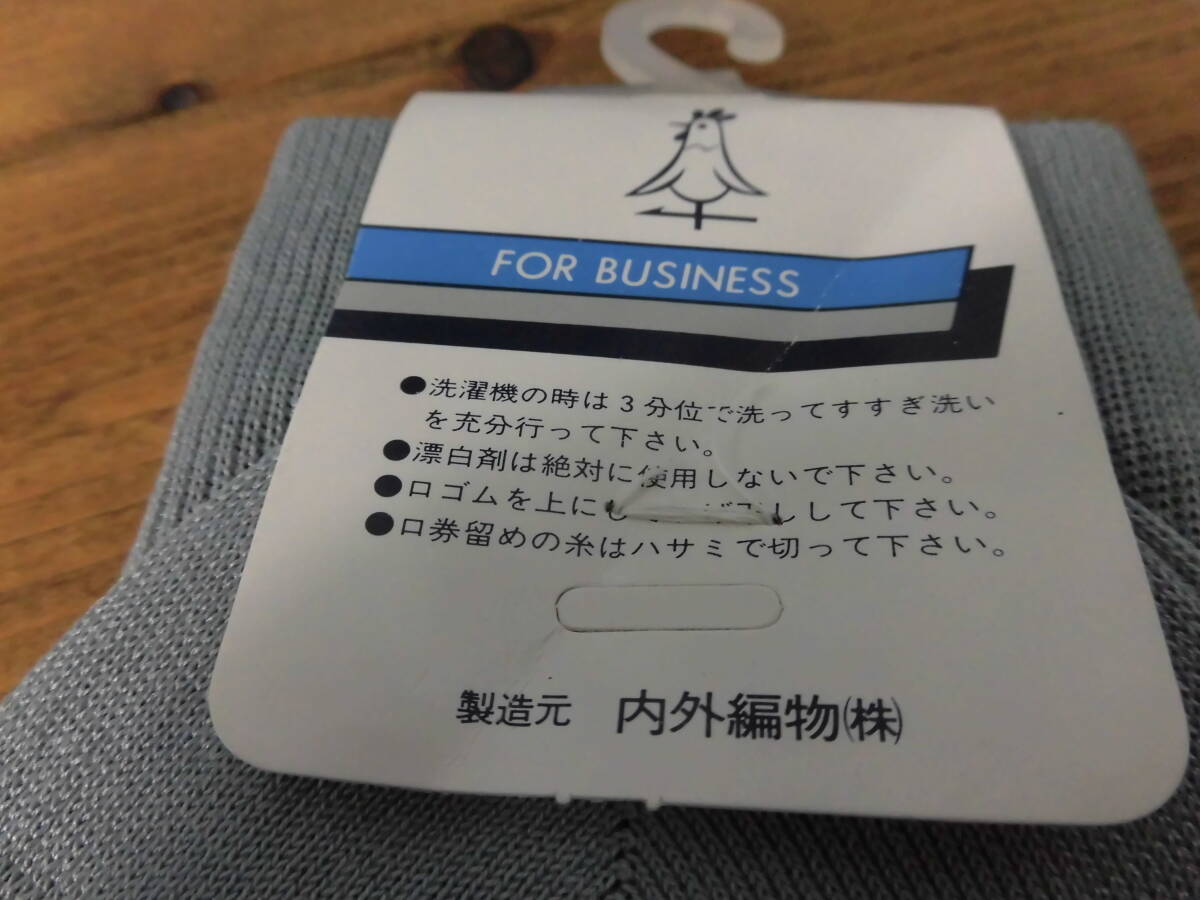 FOR BUSINESS
●洗濯機の時は3分位で洗ってすすぎ洗い
を充分行って下さい。
●漂白剤は絶対に使用しないで下さい。
●口ゴムを上にし しして下さい。
●口券留めの糸はハサミで切って下さい。
製造元 内外編物(株)